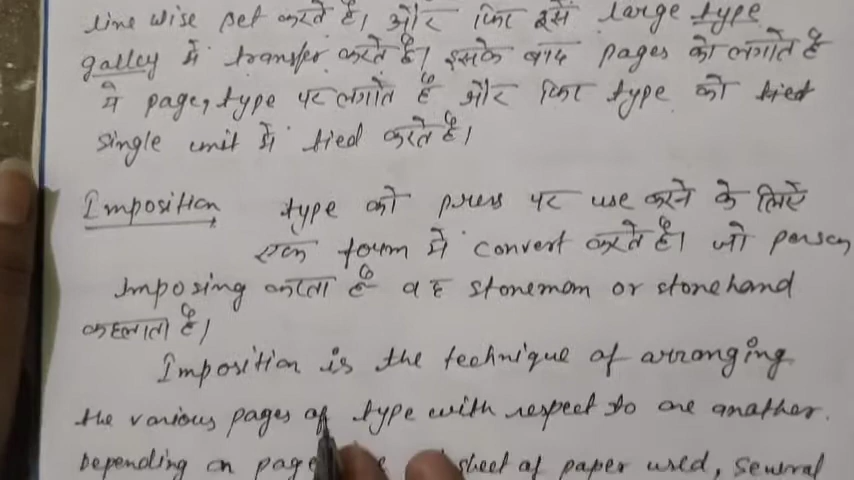 line wise set करते है। और फिर इसे large type
galley में transfer करते है। इसके बाद pages को लगाते है
मे page, type पर लगाते है और फिर type को tied
single unit में tied करते है।
Imposition type को press पर use करने के लिऐ
एक foum में convert करते है। जो person
Imposing करता है वह stonemom or stonehand
कहलाता है।
Imposition is the technique of arranging
the various pages of type with respect to one another.
Depending on page sheet of paper used, several